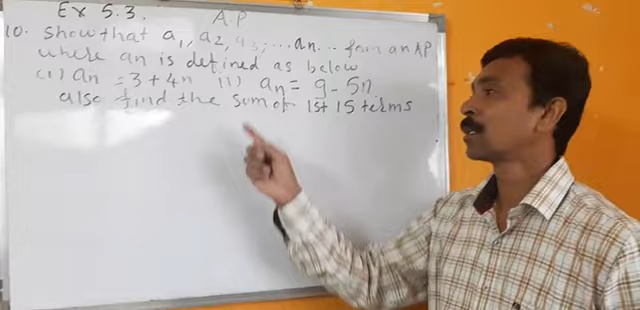 Ex 5.3. A.P
10. Show that a1, a2, a3, ... an... form an AP
where an is defined as below
(i) an = 3 + 4n (ii) an = 9 - 5n
also find the sum of 1st 15 terms